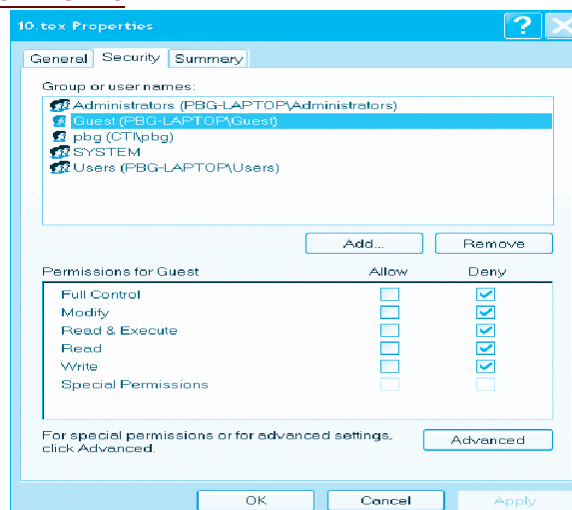 10.tex Properties
General Security Summary
Group or user names:
Administrators (PBG-LAPTOP\Administrators)
Guest (PBG-LAPTOP\Guest)
pbg (CTI\pbg)
SYSTEM
Users (PBG-LAPTOP\Users)
Add... Remove
Permissions for Guest Allow Deny
Full Control
Modify
Read & Execute
Read
Write
Special Permissions
For special permissions or for advanced settings, Advanced
click Advanced.
OK Cancel Apply